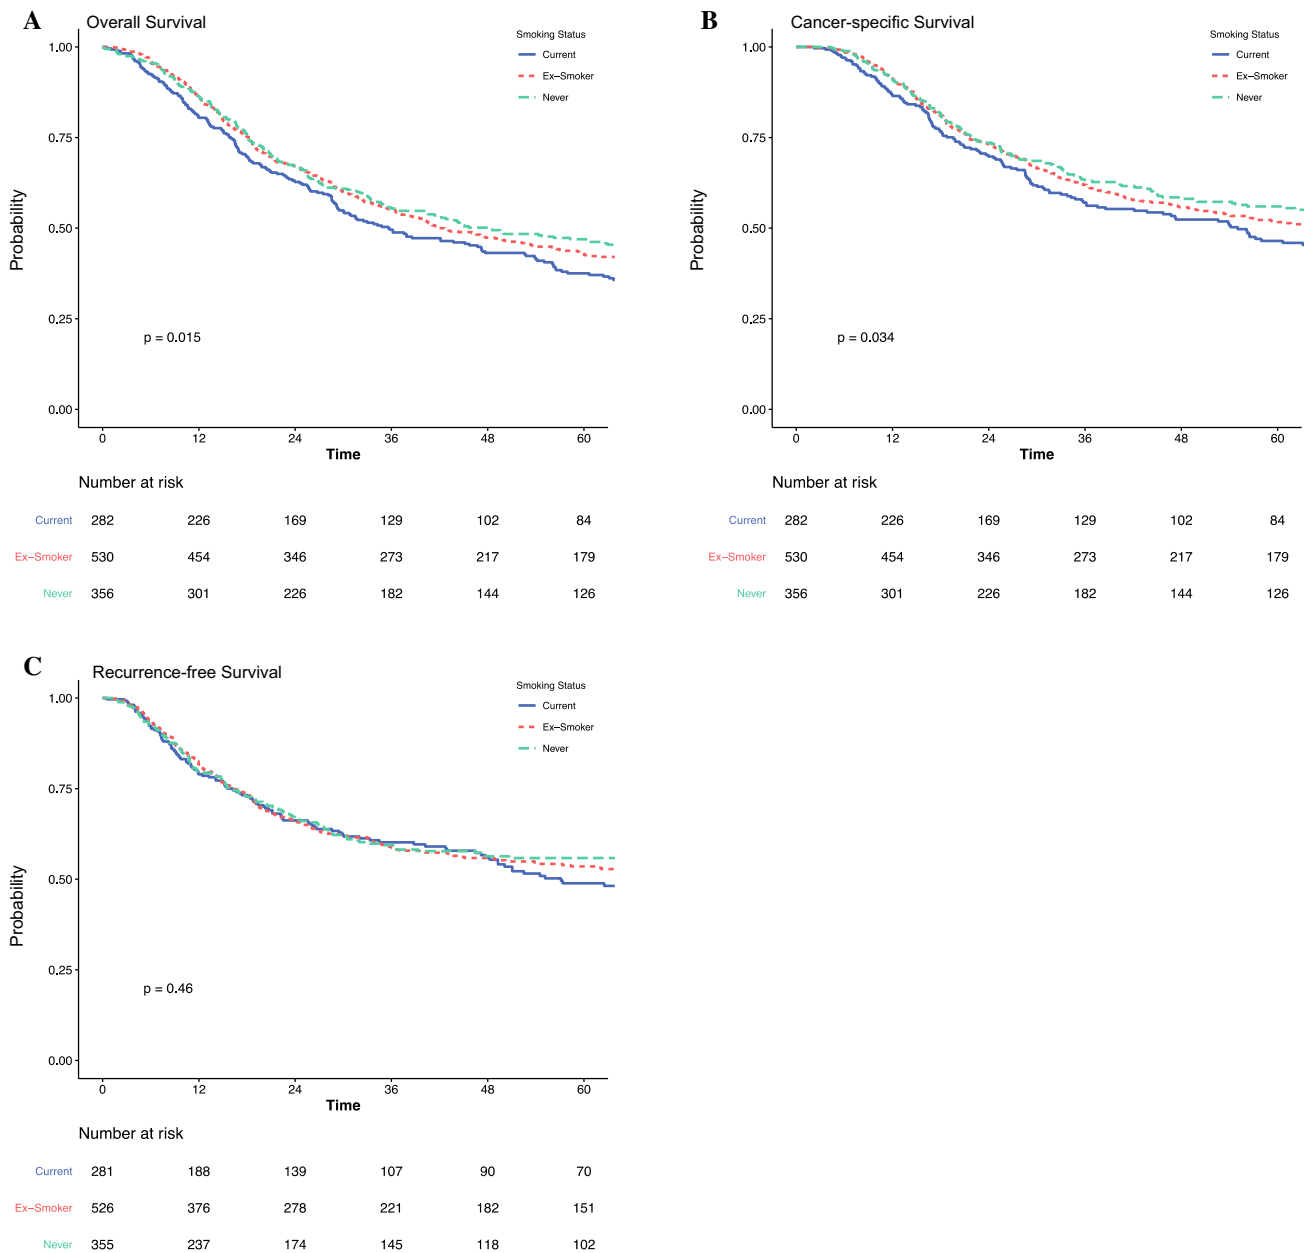 A
Overall Survival
Smoking Status
Current
Ex–Smoker
Never
1.00
0.75
0.50
0.25
0.00
Probability
p = 0.015
0 12 24 36 48 60
Time
Number at risk
Current 282 226 169 129 102 84
Ex–Smoker 530 454 346 273 217 179
Never 356 301 226 182 144 126
B
Cancer-specific Survival
Smoking Status
Current
Ex–Smoker
Never
1.00
0.75
0.50
0.25
0.00
Probability
p = 0.034
0 12 24 36 48 60
Time
Number at risk
Current 282 226 169 129 102 84
Ex–Smoker 530 454 346 273 217 179
Never 356 301 226 182 144 126
C
Recurrence-free Survival
Smoking Status
Current
Ex–Smoker
Never
1.00
0.75
0.50
0.25
0.00
Probability
p = 0.46
0 12 24 36 48 60
Time
Number at risk
Current 281 188 139 107 90 70
Ex–Smoker 526 376 278 221 182 151
Never 355 237 174 145 118 102